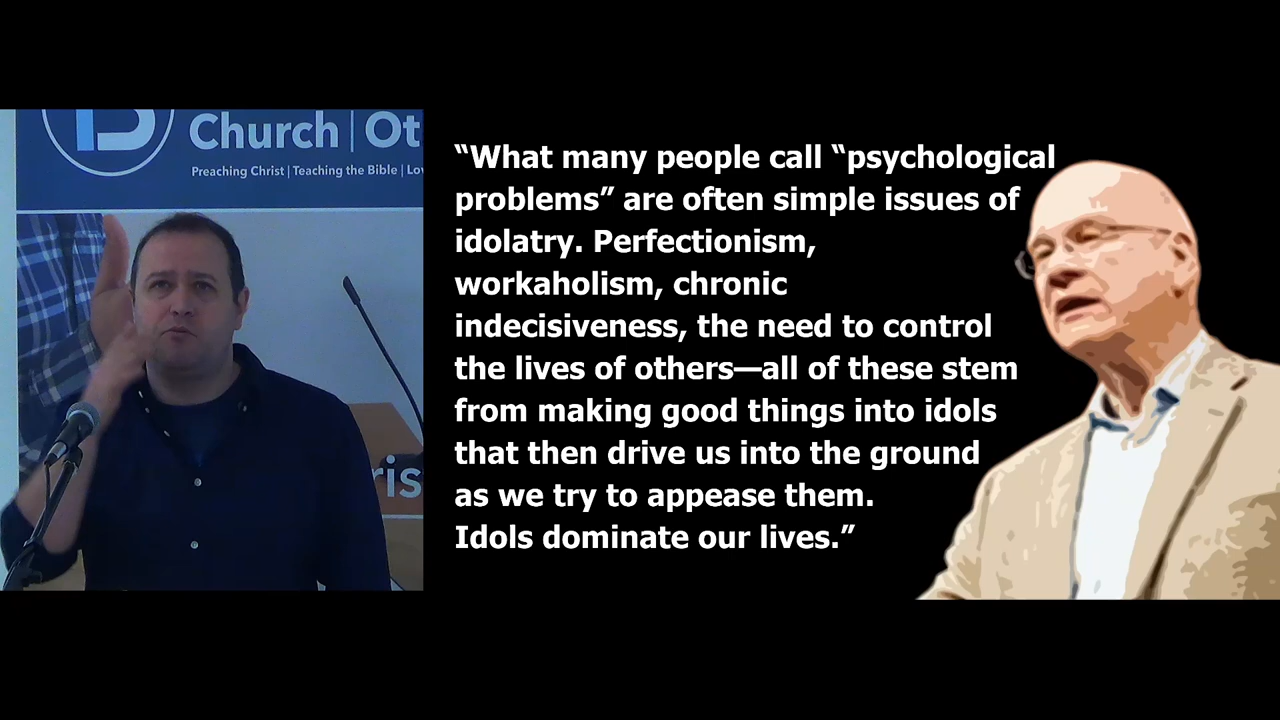 Church | Ot
Preaching Christ | Teaching the Bible | Lov
ris
“What many people call “psychological
problems” are often simple issues of
idolatry. Perfectionism,
workaholism, chronic
indecisiveness, the need to control
the lives of others—all of these stem
from making good things into idols
that then drive us into the ground
as we try to appease them.
Idols dominate our lives.”